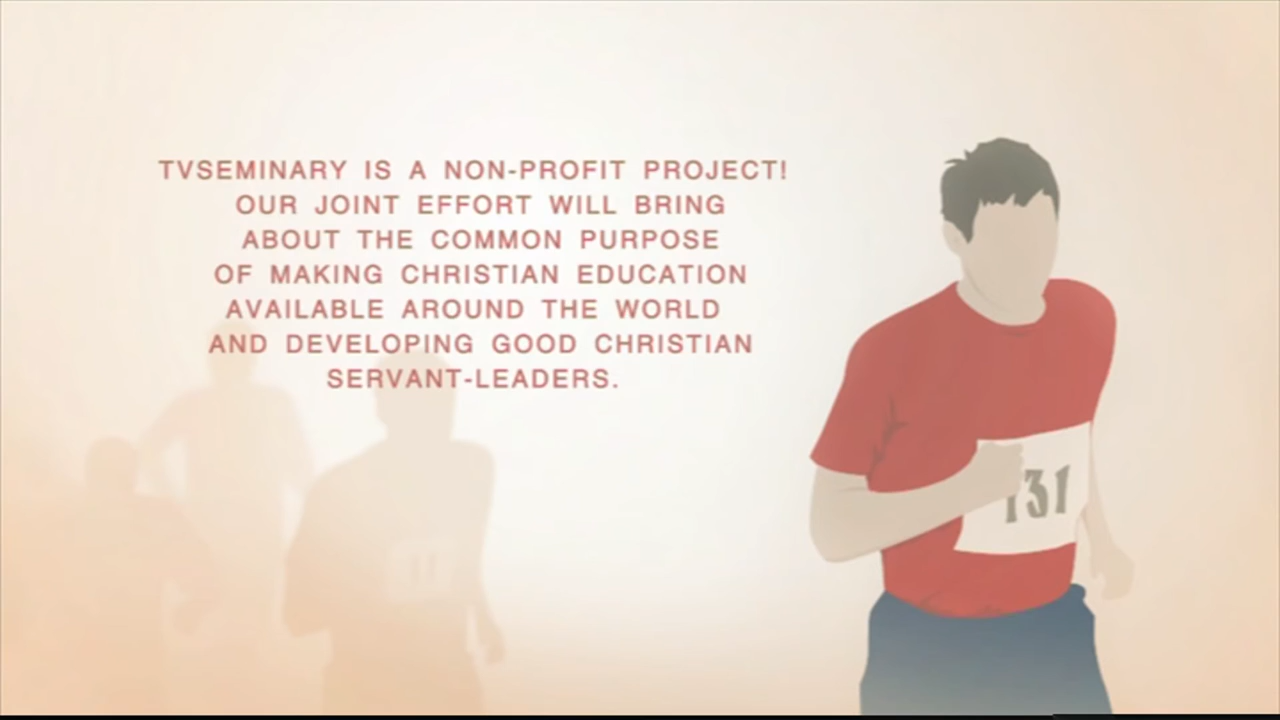 TVSEMINARY IS A NON-PROFIT PROJECT!
OUR JOINT EFFORT WILL BRING
ABOUT THE COMMON PURPOSE
OF MAKING CHRISTIAN EDUCATION
AVAILABLE AROUND THE WORLD
AND DEVELOPING GOOD CHRISTIAN
SERVANT-LEADERS.
131